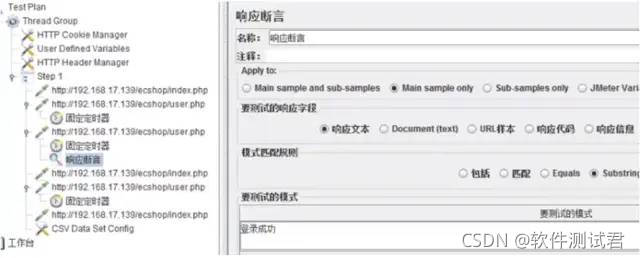 Test Plan
Thread Group
HTTP Cookie Manager
User Defined Variables
HTTP Header Manager
Step 1
http://192.168.17.139/ecshop/index.php
http://192.168.17.139/ecshop/user.php
固定定时器
http://192.168.17.139/ecshop/user.php
固定定时器
响应断言
http://192.168.17.139/ecshop/index.php
http://192.168.17.139/ecshop/user.php
固定定时器
http://192.168.17.139/ecshop/index.php
CSV Data Set Config
工作台
响应断言
名称: 响应断言
注释:
Apply to:
Main sample and sub-samples Main sample only Sub-samples only JMeter Varia
要测试的响应字段
响应文本 Document (text) URL样本 响应代码 响应信息
模式匹配规则
包括 匹配 Equals Substring
要测试的模式
要测试的模式
登录成功
CSDN @软件测试君